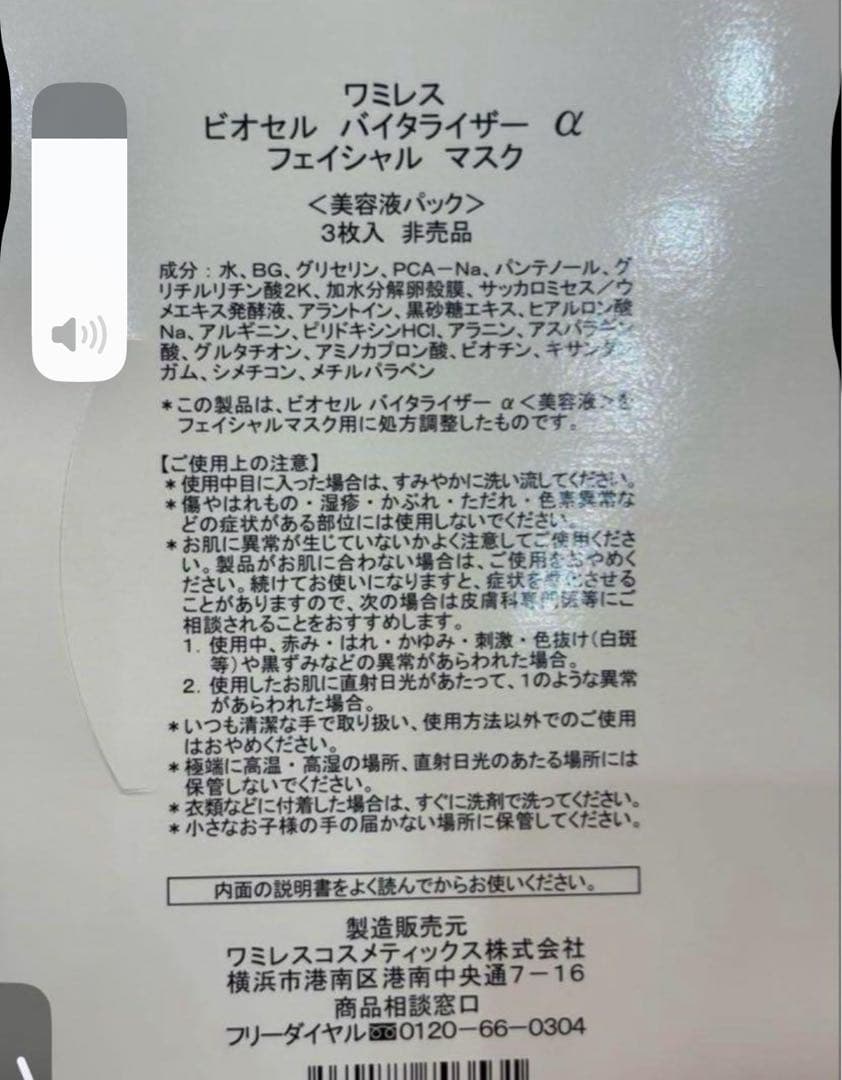 ワミレス
ビオセル バイタライザー α
フェイシャル マスク
＜美容液パック＞
3枚入 非売品
成分：水、BG、グリセリン、PCA－Na、パンテノール、グ
リチルリチン酸2K、加水分解卵殻膜、サッカロミセス／ウ
メエキス発酵液、アラントイン、黒砂糖エキス、ヒアルロン酸
Na、アルギニン、ピリドキシンHCl、アラニン、アスパラギン
酸、グルタチオン、アミノカプロン酸、ビオチン、キサンタン
ガム、シメチコン、メチルパラベン
＊この製品は、ビオセル バイタライザー α＜美容液＞を
フェイシャルマスク用に処方調整したものです。
【ご使用上の注意】
＊使用中目に入った場合は、すみやかに洗い流してください。
＊傷やはれもの・湿疹・かぶれ・ただれ・色素異常な
どの症状がある部位には使用しないでください。
＊お肌に異常が生じていないかよく注意してご使用くださ
い。製品がお肌に合わない場合は、ご使用をおやめく
ださい。続けてお使いになりますと、症状を悪化させる
ことがありますので、次の場合は皮膚科専門医等にご
相談されることをおすすめします。
1. 使用中、赤み・はれ・かゆみ・刺激・色抜け（白斑
等）や黒ずみなどの異常があらわれた場合。
2. 使用したお肌に直射日光があたって、1のような異常
があらわれた場合。
＊いつも清潔な手で取り扱い、使用方法以外でのご使用
はおやめください。
＊極端に高温・高湿の場所、直射日光のあたる場所には
保管しないでください。
＊衣類などに付着した場合は、すぐに洗剤で洗ってください。
＊小さなお子様の手の届かない場所に保管してください。
内面の説明書をよく読んでからお使いください。
製造販売元
ワミレスコスメティックス株式会社
横浜市港南区港南中央通7－16
商品相談窓口
フリーダイヤル0120－66－0304